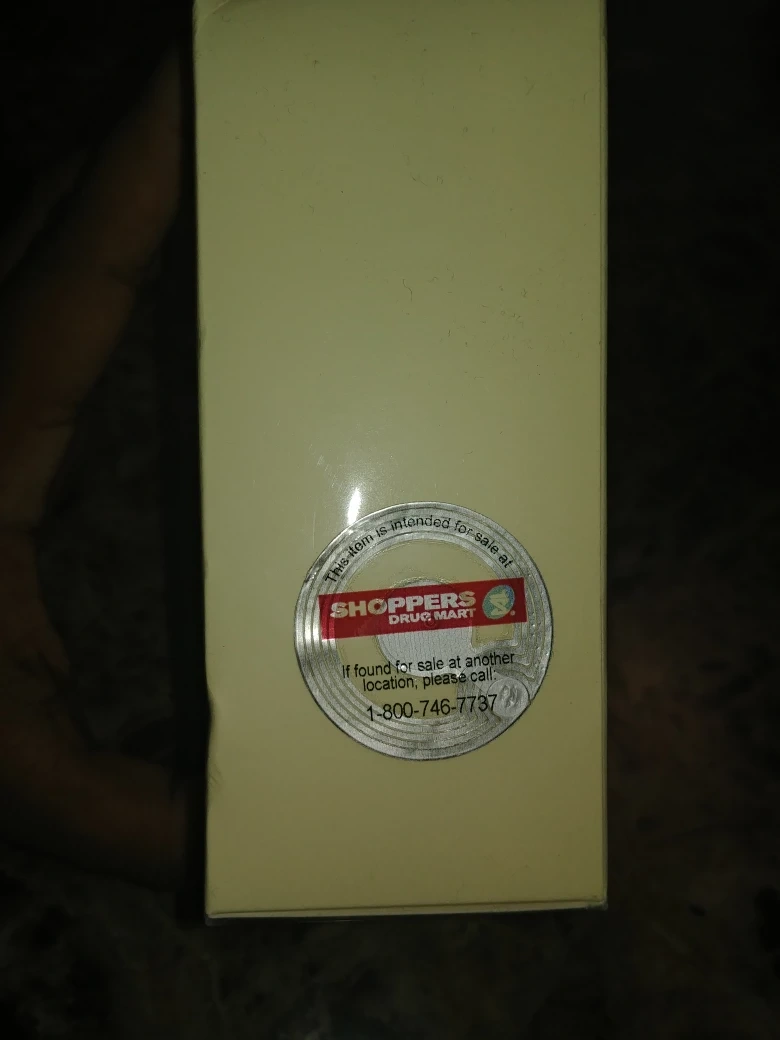 This item is intended for sale at
SHOPPERS
DRUG MART
If found for sale at another
location, please call:
1-800-746-7737